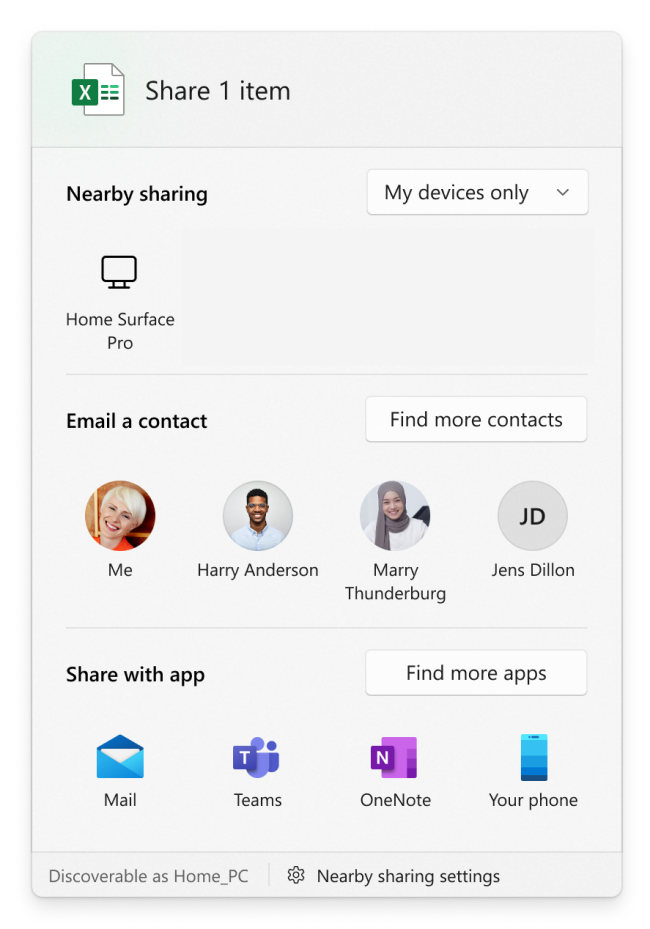 X
Share 1 item
Nearby sharing
My devices only
Home Surface
Pro
Email a contact
Find more contacts
JD
Me
Harry Anderson
Marry
Thunderburg
Jens Dillon
Share with app
Find more apps
T
N
Mail
Teams
OneNote
Your phone
Discoverable as Home_PC
Nearby sharing settings